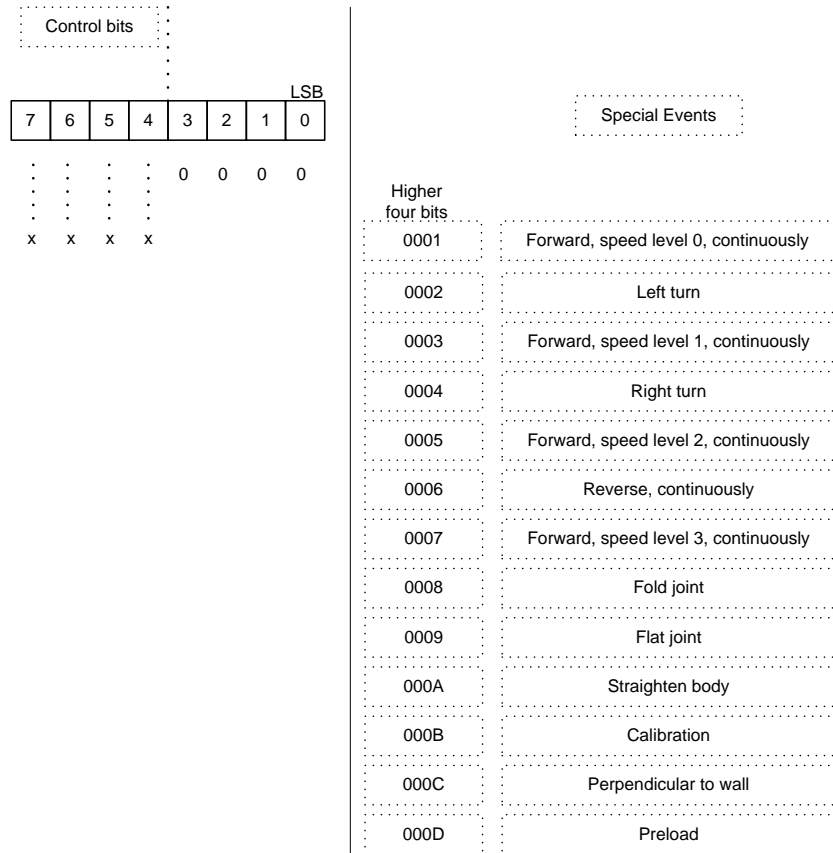 Control bits
LSB
7 6 5 4 3 2 1 0
0 0 0 0
x x x x
Special Events
Higher
four bits
0001 Forward, speed level 0, continuously
0002 Left turn
0003 Forward, speed level 1, continuously
0004 Right turn
0005 Forward, speed level 2, continuously
0006 Reverse, continuously
0007 Forward, speed level 3, continuously
0008 Fold joint
0009 Flat joint
000A Straighten body
000B Calibration
000C Perpendicular to wall
000D Preload